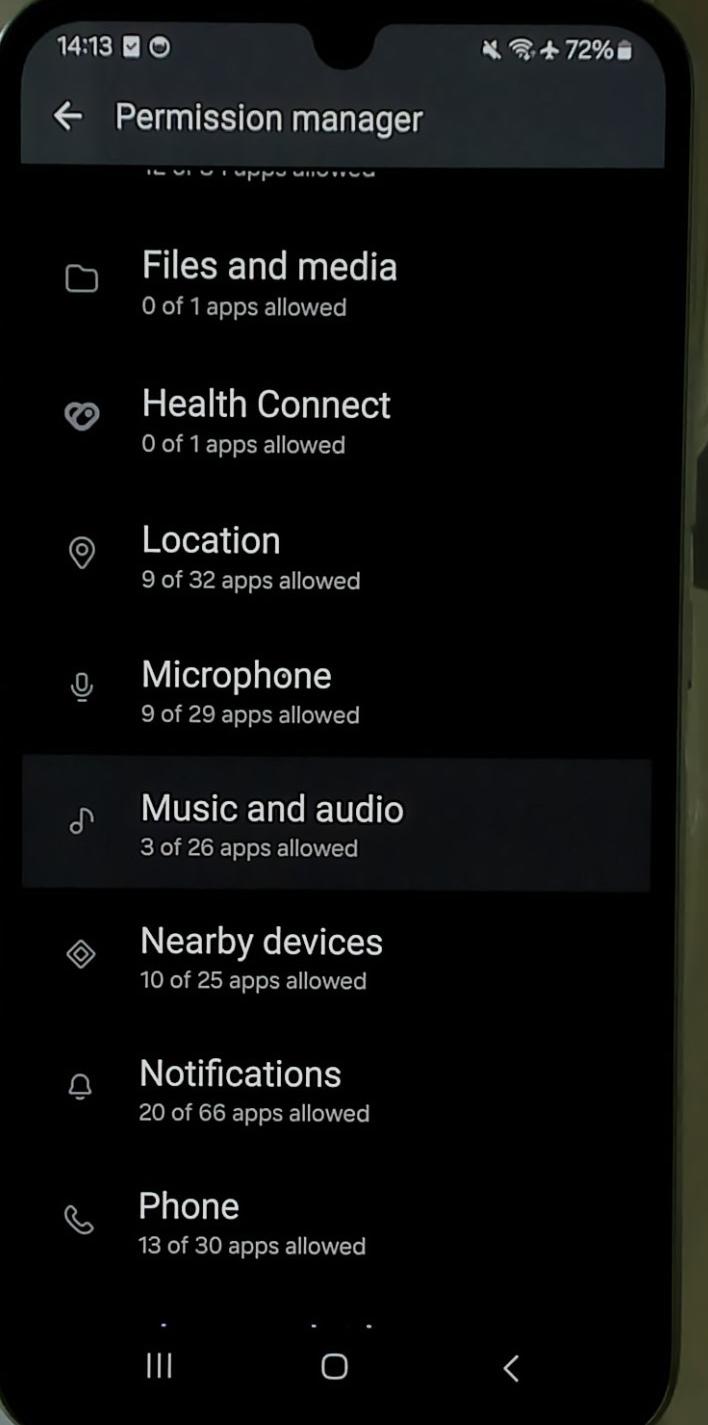 14:13 72%
Permission manager
apps allowed
Files and media
0 of 1 apps allowed
Health Connect
0 of 1 apps allowed
Location
9 of 32 apps allowed
Microphone
9 of 29 apps allowed
Music and audio
3 of 26 apps allowed
Nearby devices
10 of 25 apps allowed
Notifications
20 of 66 apps allowed
Phone
13 of 30 apps allowed